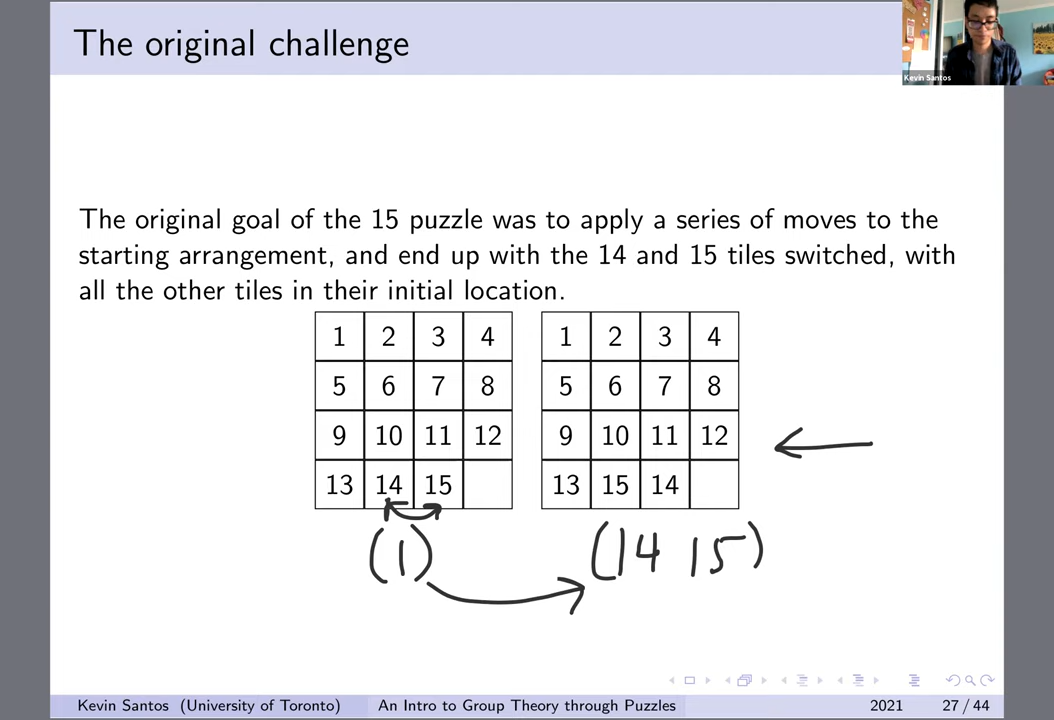 The original challenge
Kevin Santos
The original goal of the 15 puzzle was to apply a series of moves to the
starting arrangement, and end up with the 14 and 15 tiles switched, with
all the other tiles in their initial location.
1 2 3 4 1 2 3 4
5 6 7 8 5 6 7 8
9 10 11 12 9 10 11 12
13 14 15 13 15 14
(1) (14 15)
Kevin Santos (University of Toronto) An Intro to Group Theory through Puzzles 2021 27 / 44